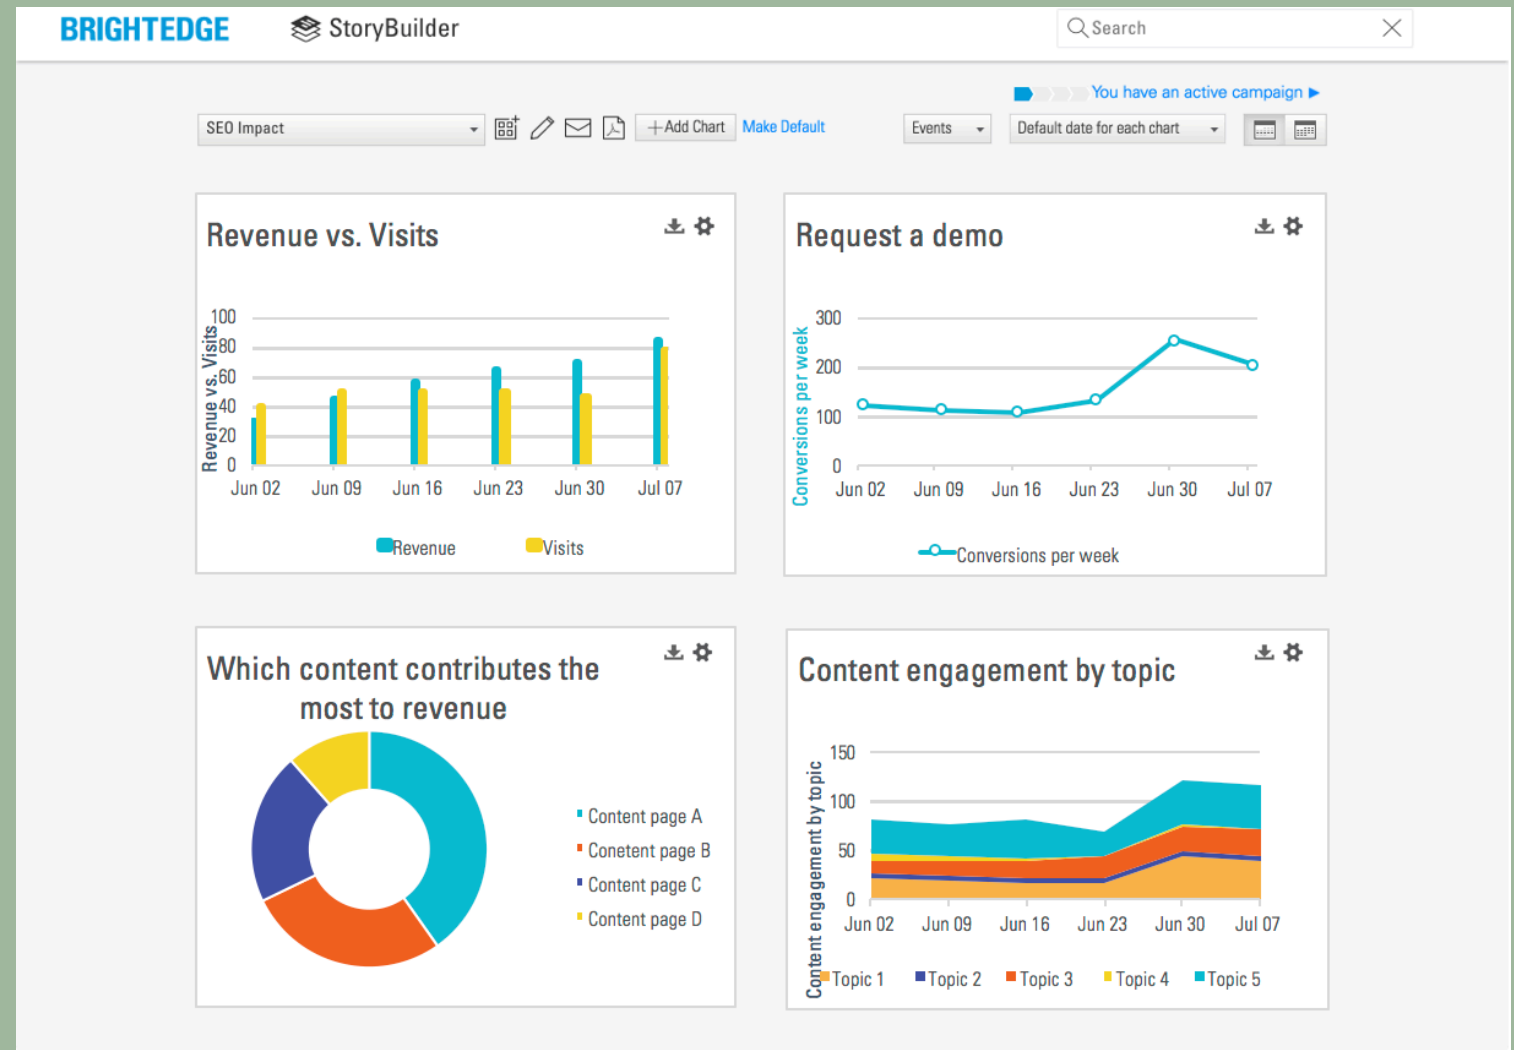 BRIGHTEDGE
StoryBuilder
Search
You have an active campaign
SEO Impact
+Add Chart
Make Default
Events
Default date for each chart
Revenue vs. Visits
Revenue vs. Visits
100
80
60
40
20
0
Jun 02 Jun 09 Jun 16 Jun 23 Jun 30 Jul 07
Revenue Visits
Request a demo
Conversions per week
300
200
100
0
Jun 02 Jun 09 Jun 16 Jun 23 Jun 30 Jul 07
Conversions per week
Which content contributes the
most to revenue
Content page A
Conetent page B
Content page C
Content page D
Content engagement by topic
Content engagement by topic
150
100
50
0
Jun 02 Jun 09 Jun 16 Jun 23 Jun 30 Jul 07
Topic 1 Topic 2 Topic 3 Topic 4 Topic 5